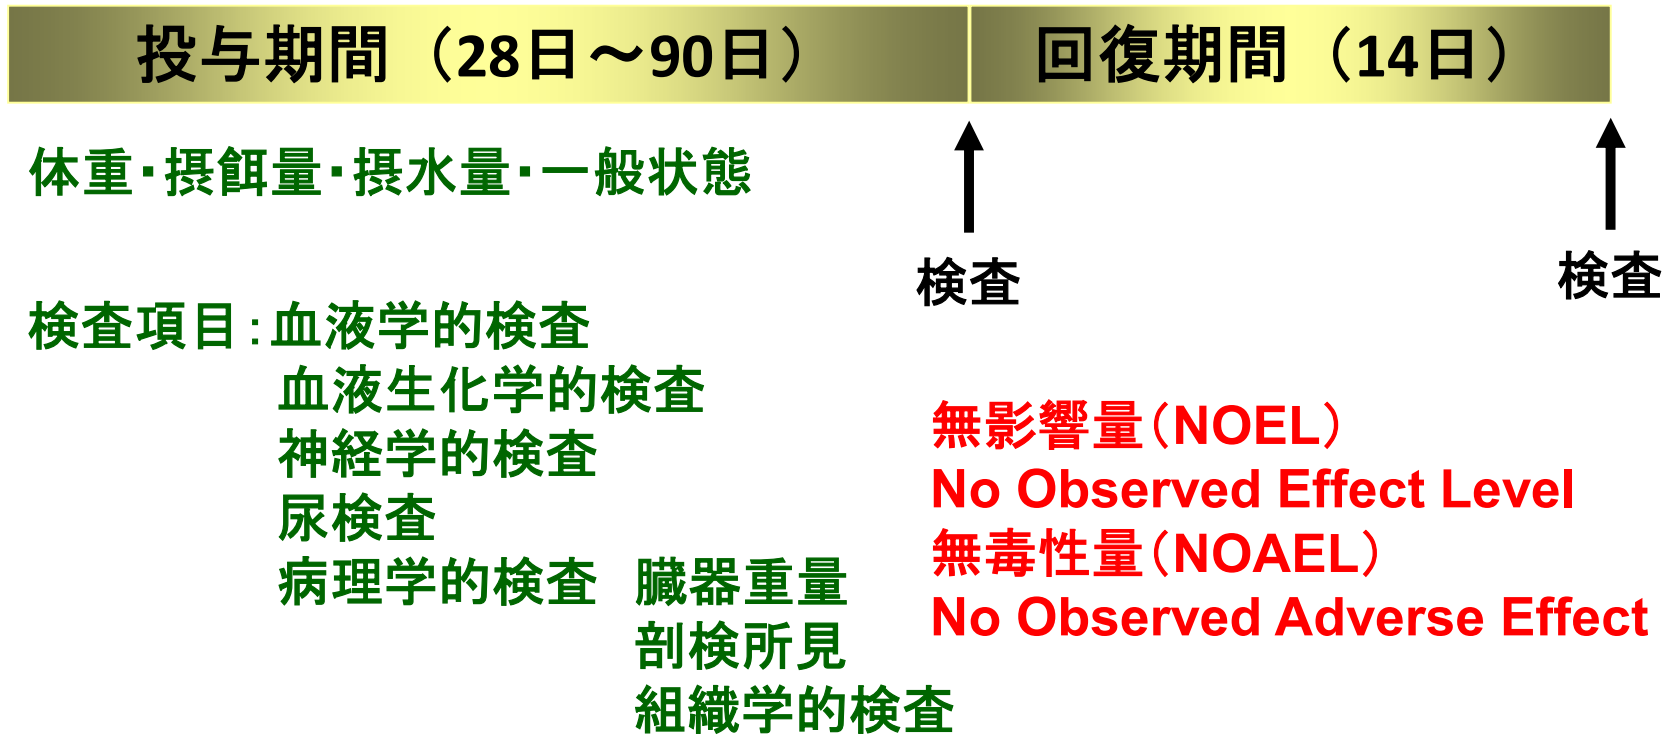 投与期間（28日～90日）
回復期間（14日）
体重・摂餌量・摂水量・一般状態
検査
検査
検査項目：血液学的検査
血液生化学的検査
神経学的検査
尿検査
病理学的検査　臓器重量
剖検所見
組織学的検査
無影響量（NOEL）
No Observed Effect Level
無毒性量（NOAEL）
No Observed Adverse Effect